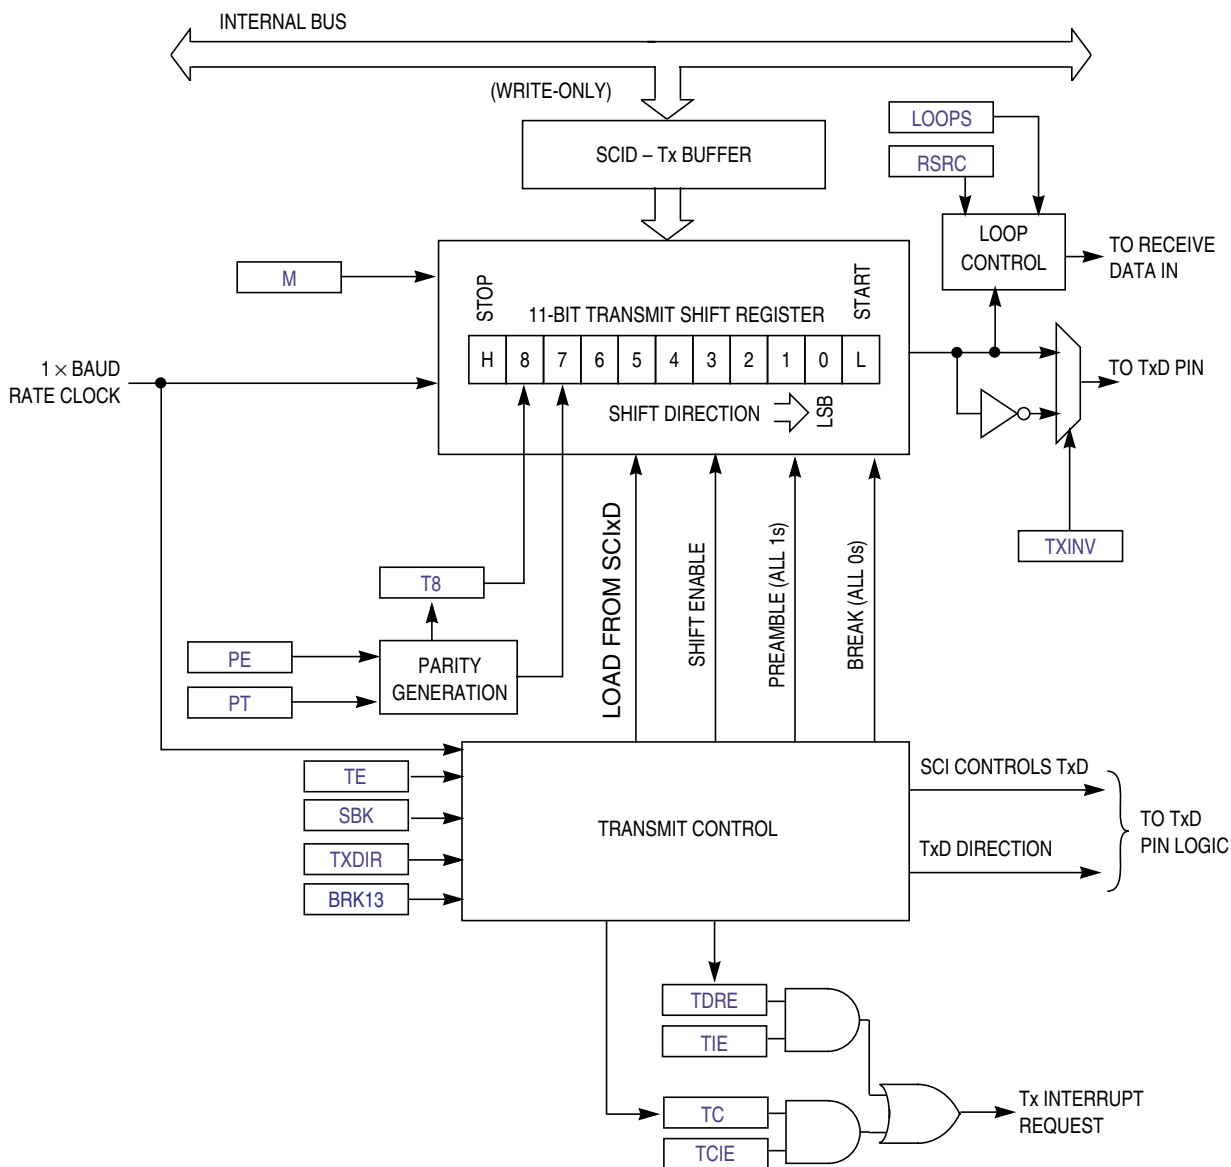 INTERNAL BUS
(WRITE-ONLY)
SCID – Tx BUFFER
LOOPS
RSRC
LOOP
CONTROL
TO RECEIVE
DATA IN
M
STOP
11-BIT TRANSMIT SHIFT REGISTER
START
H 8 7 6 5 4 3 2 1 0 L
1 × BAUD
RATE CLOCK
SHIFT DIRECTION
LSB
TO TxD PIN
TXINV
LOAD FROM SCIxD
SHIFT ENABLE
PREAMBLE (ALL 1s)
BREAK (ALL 0s)
T8
PE
PT
PARITY
GENERATION
TE
SBK
TXDIR
BRK13
TRANSMIT CONTROL
SCI CONTROLS TxD
TxD DIRECTION
TO TxD
PIN LOGIC
TDRE
TIE
TC
TCIE
Tx INTERRUPT
REQUEST